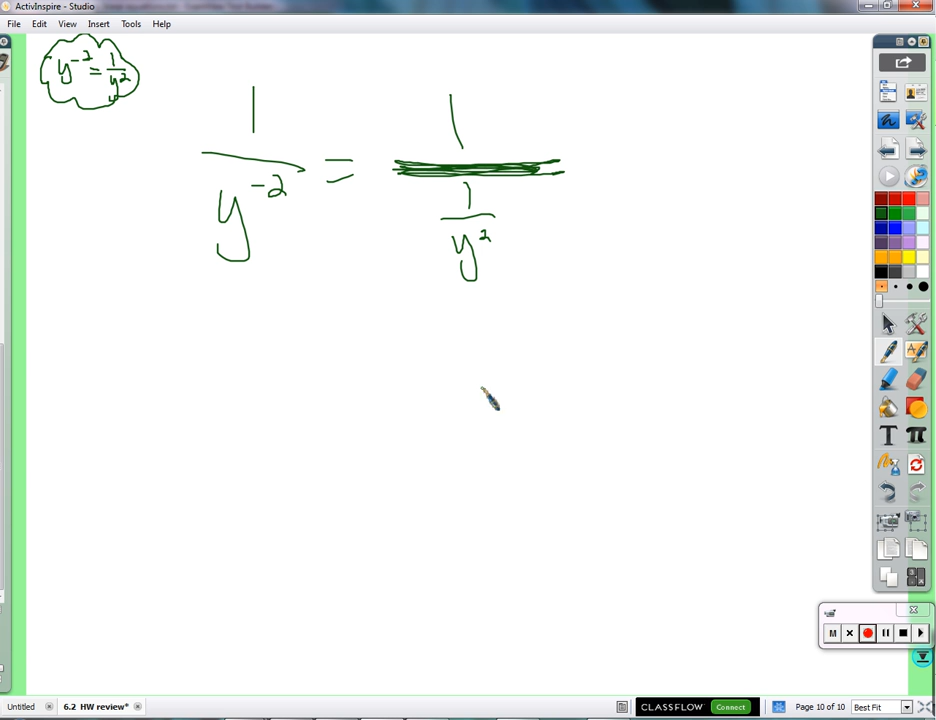 ActivInspire - Studio
File Edit View Insert Tools Help
y⁻² = 1/y²
1/y⁻² = 1/(1/y²)
T π
M
Untitled 6.2 HW review* CLASSFLOW Connect Page 10 of 10 Best Fit